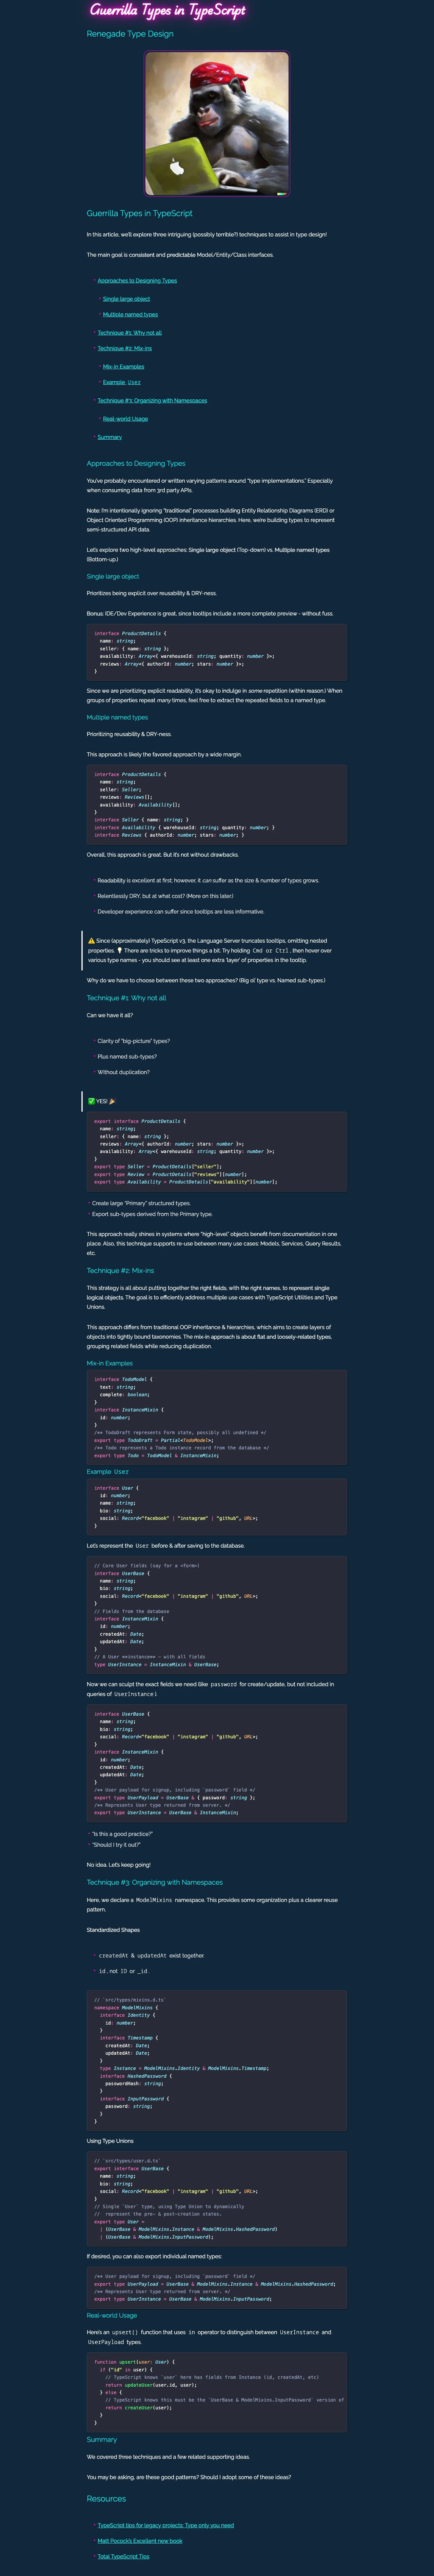 Guerrilla Types in TypeScript
Renegade Type Design
Guerrilla Types in TypeScript
In this article, we'll explore three intriguing (possibly terrible?) techniques to assist in type design!
The main goal is consistent and predictable Model/Entity/Class interfaces.
Approaches to Designing Types
Single large object
Multiple named types
Technique #1: Why not all
Technique #2: Mix-ins
Mix-in Examples
Example User
Technique #3: Organizing with Namespaces
Real-world Usage
Summary
Approaches to Designing Types
You've probably encountered or written varying patterns around "type implementations." Especially
when consuming data from 3rd party APIs.
Note: I'm intentionally ignoring "traditional" processes building Entity Relationship Diagrams (ERD) or
Object Oriented Programming (OOP) inheritance hierarchies. Here, we're building types to represent
semi-structured API data.
Let's explore two high-level approaches: Single large object (Top-down) vs. Multiple named types
(Bottom-up.)
Single large object
Prioritizes being explicit over reusability & DRY-ness.
Bonus: IDE/Dev Experience is great, since tooltips include a more complete preview - without fuss.
interface ProductDetails {
  name: string;
  seller: { name: string };
  availability: Array<{ warehouseId: string; quantity: number }>;
  reviews: Array<{ authorId: number; stars: number }>;
}
Since we are prioritizing explicit readability, it's okay to indulge in some repetition (within reason.) When
groups of properties repeat many times, feel free to extract the repeated fields to a named type.
Multiple named types
Prioritizing reusability & DRY-ness.
This approach is likely the favored approach by a wide margin.
interface ProductDetails {
  name: string;
  seller: Seller;
  reviews: Reviews[];
  availability: Availability[];
}
interface Seller { name: string; }
interface Availability { warehouseId: string; quantity: number; }
interface Reviews { authorId: number; stars: number; }
Overall, this approach is great. But it's not without drawbacks.
Readability is excellent at first; however, it can suffer as the size & number of types grows.
Relentlessly DRY, but at what cost? (More on this later.)
Developer experience can suffer since tooltips are less informative.
⚠️ Since (approximately) TypeScript v3, the Language Server truncates tooltips, omitting nested
properties. 💡 There are tricks to improve things a bit. Try holding Cmd or Ctrl, then hover over
various type names - you should see at least one extra 'layer' of properties in the tooltip.
Why do we have to choose between these two approaches? (Big ol' type vs. Named sub-types.)
Technique #1: Why not all
Can we have it all?
Clarity of "big-picture" types?
Plus named sub-types?
Without duplication?
✅ YES! 🎉
export interface ProductDetails {
  name: string;
  seller: { name: string };
  reviews: Array<{ authorId: number; stars: number }>;
  availability: Array<{ warehouseId: string; quantity: number }>;
}
export type Seller = ProductDetails["seller"];
export type Review = ProductDetails["reviews"][number];
export type Availability = ProductDetails["availability"][number];
Create large "Primary" structured types.
Export sub-types derived from the Primary type.
This approach really shines in systems where "high-level" objects benefit from documentation in one
place. Also, this technique supports re-use between many use cases: Models, Services, Query Results,
etc.
Technique #2: Mix-ins
This strategy is all about putting together the right fields, with the right names, to represent single
logical objects. The goal is to efficiently address multiple use cases with TypeScript Utilities and Type
Unions.
This approach differs from traditional OOP inheritance & hierarchies, which aims to create layers of
objects into tightly bound taxonomies. The mix-in approach is about flat and loosely-related types,
grouping related fields while reducing duplication.
Mix-in Examples
interface TodoModel {
  text: string;
  complete: boolean;
}
interface InstanceMixin {
  id: number;
}
/** TodoDraft represents Form state, possibly all undefined */
export type TodoDraft = Partial<TodoModel>;
/** Todo represents a Todo instance record from the database */
export type Todo = TodoModel & InstanceMixin;
Example User
interface User {
  id: number;
  name: string;
  bio: string;
  social: Record<"facebook" | "instagram" | "github", URL>;
}
Let's represent the User before & after saving to the database.
// Core User fields (say for a <form>)
interface UserBase {
  name: string;
  bio: string;
  social: Record<"facebook" | "instagram" | "github", URL>;
}
// Fields from the database
interface InstanceMixin {
  id: number;
  createdAt: Date;
  updatedAt: Date;
}
// A User **instance** - with all fields
type UserInstance = InstanceMixin & UserBase;
Now we can sculpt the exact fields we need like password for create/update, but not included in
queries of UserInstance).
interface UserBase {
  name: string;
  bio: string;
  social: Record<"facebook" | "instagram" | "github", URL>;
}
interface InstanceMixin {
  id: number;
  createdAt: Date;
  updatedAt: Date;
}
/** User payload for signup, including `password` field */
export type UserPayload = UserBase & { password: string };
/** Represents User type returned from server. */
export type UserInstance = UserBase & InstanceMixin;
"Is this a good practice?"
"Should I try it out?"
No idea. Let's keep going!
Technique #3: Organizing with Namespaces
Here, we declare a ModelMixins namespace. This provides some organization plus a clearer reuse
pattern.
Standardized Shapes
createdAt & updatedAt exist together.
id, not ID or _id.
// `src/types/mixins.d.ts`
namespace ModelMixins {
  interface Identity {
    id: number;
  }
  interface Timestamp {
    createdAt: Date;
    updatedAt: Date;
  }
  type Instance = ModelMixins.Identity & ModelMixins.Timestamp;
  interface HashedPassword {
    passwordHash: string;
  }
  interface InputPassword {
    password: string;
  }
}
Using Type Unions
// `src/types/user.d.ts`
export interface UserBase {
  name: string;
  bio: string;
  social: Record<"facebook" | "instagram" | "github", URL>;
}
// Single `User` type, using Type Union to dynamically
//  represent the pre- & post-creation states.
export type User =
  | (UserBase & ModelMixins.Instance & ModelMixins.HashedPassword)
  | (UserBase & ModelMixins.InputPassword);
If desired, you can also export individual named types:
/** User payload for signup, including `password` field */
export type UserPayload = UserBase & ModelMixins.Instance & ModelMixins.HashedPassword;
/** Represents User type returned from server. */
export type UserInstance = UserBase & ModelMixins.InputPassword;
Real-world Usage
Here's an upsert() function that uses in operator to distinguish between UserInstance and
UserPayload types.
function upsert(user: User) {
  if ("id" in user) {
    // TypeScript knows `user` here has fields from Instance (id, createdAt, etc)
    return updateUser(user.id, user);
  } else {
    // TypeScript knows this must be the `UserBase & ModelMixins.InputPassword` version of
    return createUser(user);
  }
}
Summary
We covered three techniques and a few related supporting ideas.
You may be asking, are these good patterns? Should I adopt some of these ideas?
Resources
TypeScript tips for legacy projects: Type only you need
Matt Pocock's Excellent new book
Total TypeScript Tips